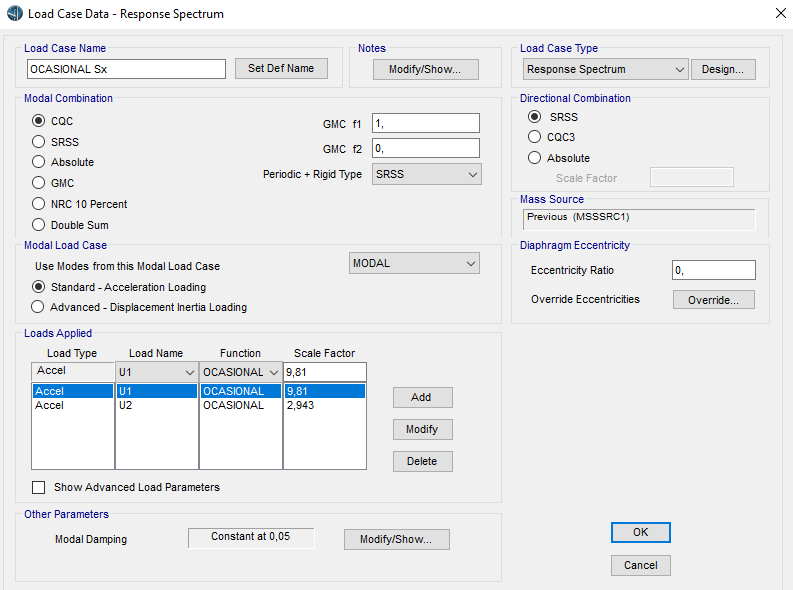 Load Case Data - Response Spectrum
Load Case Name
OCASIONAL Sx
Set Def Name
Notes
Modify/Show...
Load Case Type
Response Spectrum
Design...
Modal Combination
CQC
SRSS
Absolute
GMC
NRC 10 Percent
Double Sum
GMC f1
1,
GMC f2
0,
Periodic + Rigid Type
SRSS
Directional Combination
SRSS
CQC3
Absolute
Scale Factor
Mass Source
Previous (MSSSRC1)
Modal Load Case
Use Modes from this Modal Load Case
MODAL
Standard - Acceleration Loading
Advanced - Displacement Inertia Loading
Diaphragm Eccentricity
Eccentricity Ratio
0,
Override Eccentricities
Override...
Loads Applied
Load Type Load Name Function Scale Factor
Accel U1 OCASIONAL 9,81
Accel U1 OCASIONAL 9,81
Accel U2 OCASIONAL 2,943
Add
Modify
Delete
Show Advanced Load Parameters
Other Parameters
Modal Damping
Constant at 0,05
Modify/Show...
OK
Cancel